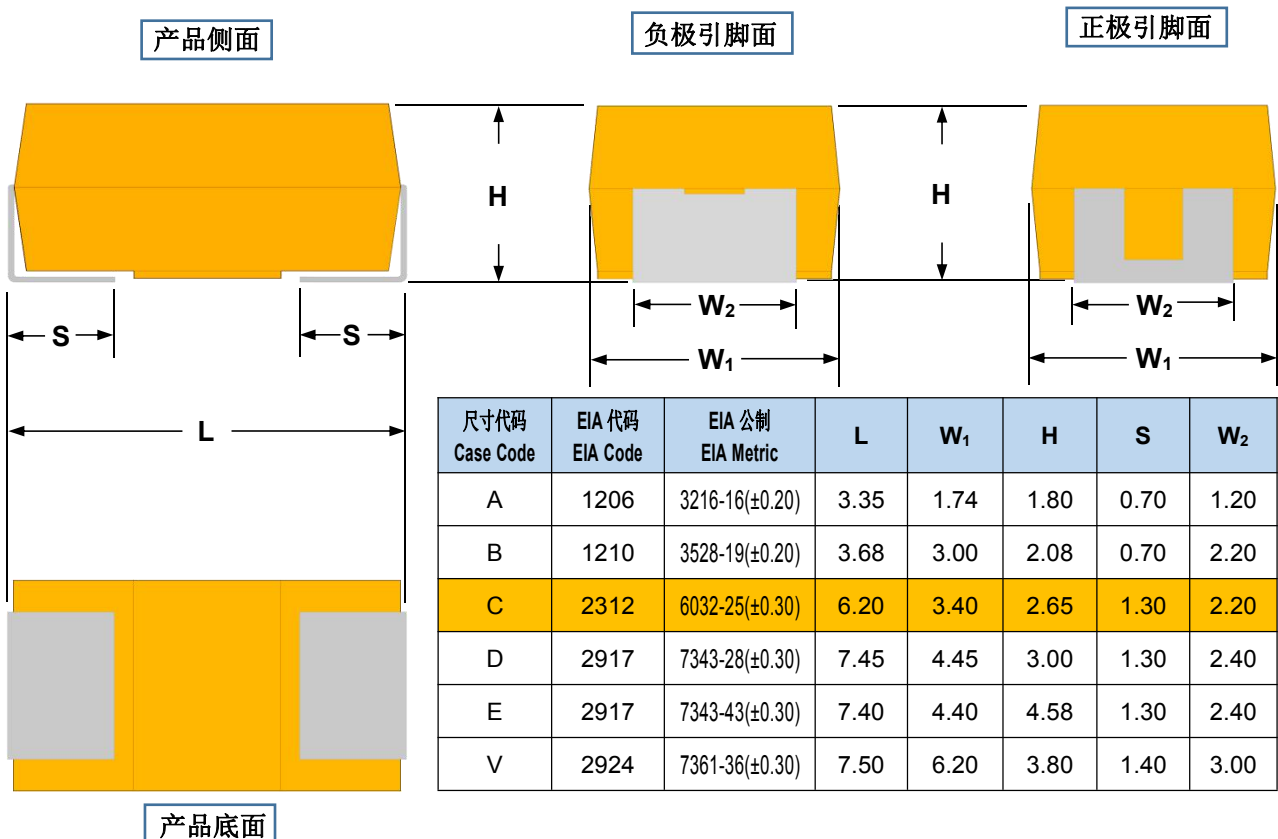 产品侧面
负极引脚面
正极引脚面
H
H
S
S
W₂
W₂
W₁
W₁
L
尺寸代码 EIA 代码 EIA 公制 L W₁ H S W₂
Case Code EIA Code EIA Metric
A 1206 3216-16(±0.20) 3.35 1.74 1.80 0.70 1.20
B 1210 3528-19(±0.20) 3.68 3.00 2.08 0.70 2.20
C 2312 6032-25(±0.30) 6.20 3.40 2.65 1.30 2.20
D 2917 7343-28(±0.30) 7.45 4.45 3.00 1.30 2.40
E 2917 7343-43(±0.30) 7.40 4.40 4.58 1.30 2.40
V 2924 7361-36(±0.30) 7.50 6.20 3.80 1.40 3.00
产品底面